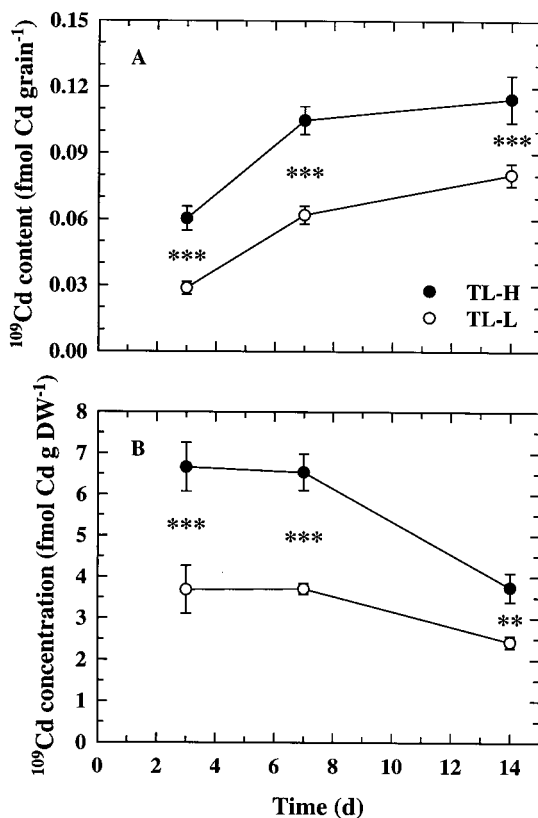 0.15
0.12
0.09
0.06
0.03
0.00
¹⁰⁹Cd content (fmol Cd grain⁻¹)
A
***
***
***
TL-H
TL-L
8
7
6
5
4
3
2
1
0
¹⁰⁹Cd concentration (fmol Cd g DW⁻¹)
B
***
***
**
0 2 4 6 8 10 12 14
Time (d)